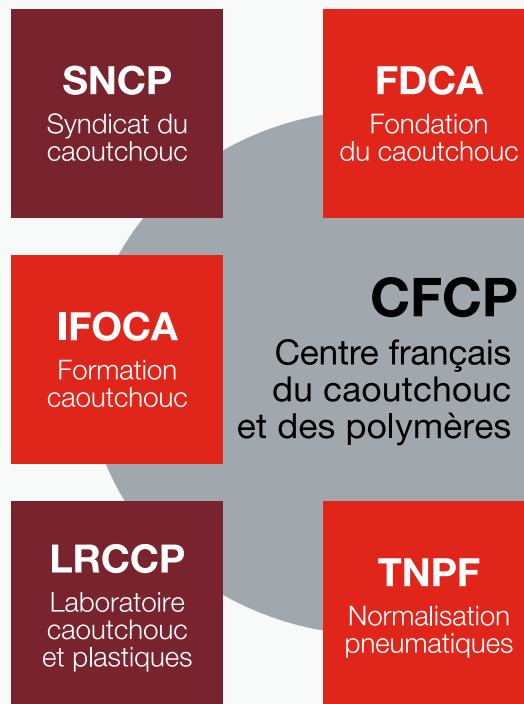 SNCP
Syndicat du
caoutchouc
FDCA
Fondation
du caoutchouc
IFOCA
Formation
caoutchouc
CFCP
Centre français
du caoutchouc
et des polymères
LRCCP
Laboratoire
caoutchouc
et plastiques
TNPF
Normalisation
pneumatiques